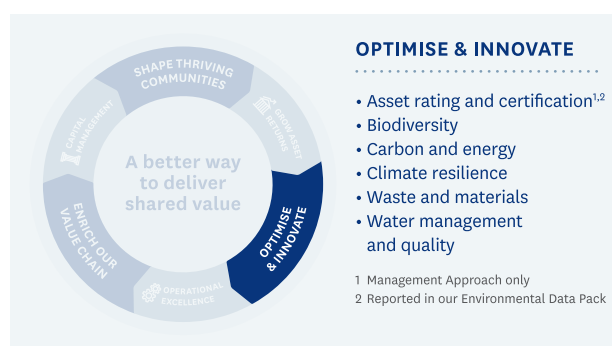 SHAPE THRIVING
COMMUNITIES
GROW ASSET
RETURNS
OPTIMISE
& INNOVATE
OPERATIONAL
EXCELLENCE
ENRICH OUR
VALUE CHAIN
CAPITAL
MANAGEMENT
A better way
to deliver
shared value
OPTIMISE & INNOVATE
• Asset rating and certification1,2
• Biodiversity
• Carbon and energy
• Climate resilience
• Waste and materials
• Water management
and quality
1 Management Approach only
2 Reported in our Environmental Data Pack